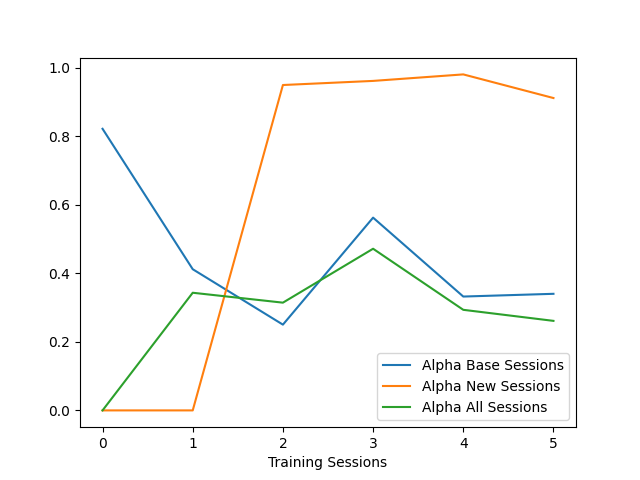 1.0
0.8
0.6
0.4
0.2
0.0
Alpha Base Sessions
Alpha New Sessions
Alpha All Sessions
0 1 2 3 4 5
Training Sessions